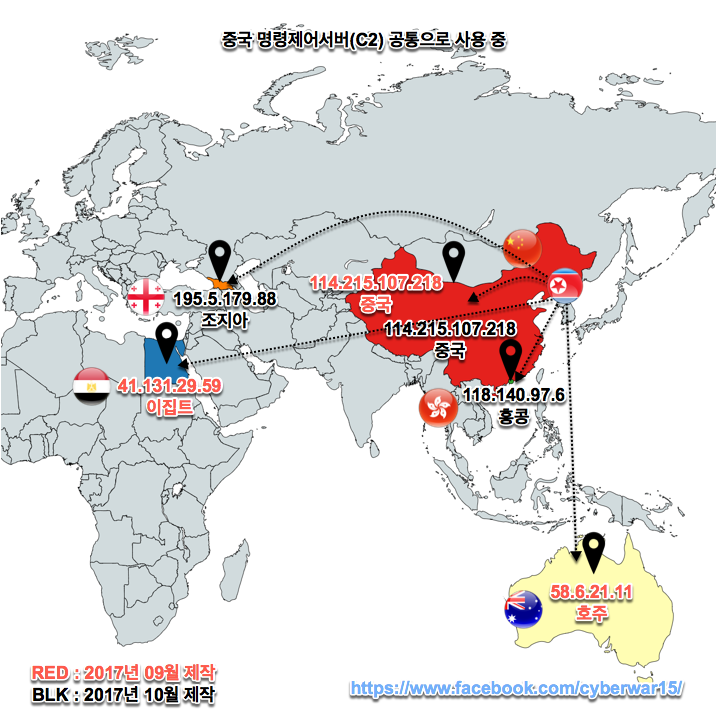 중국 명령제어서버(C2) 공통으로 사용 중
114.215.107.218
중국
195.5.179.88
조지아
114.215.107.218
중국
41.131.29.59
이집트
118.140.97.6
홍콩
58.6.21.11
호주
RED : 2017년 09월 제작
BLK : 2017년 10월 제작
https://www.facebook.com/cyberwar15/